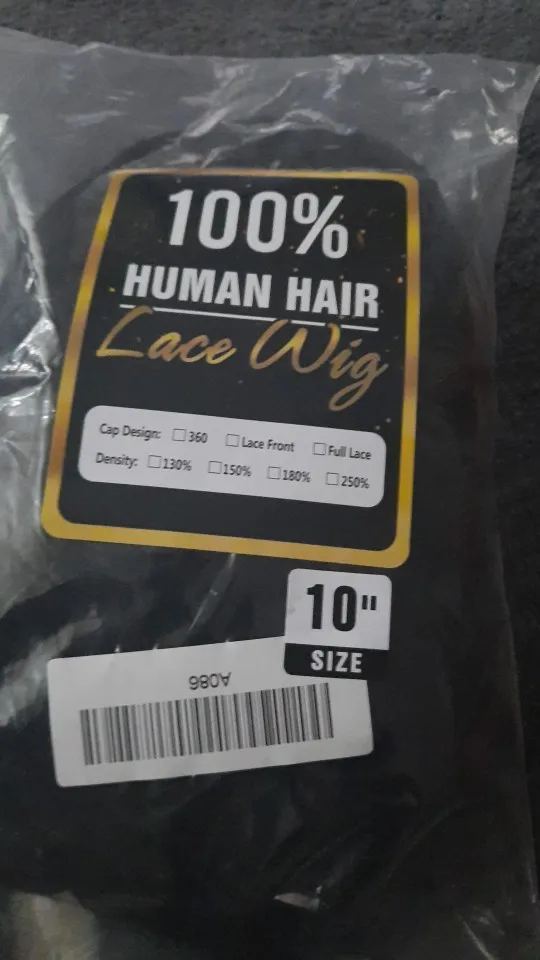 100%
HUMAN HAIR
Lace Wig
Cap Design: ☐ 360 ☐ Lace Front ☐ Full Lace
Density: ☐ 130% ☐ 150% ☐ 180% ☐ 250%
10"
SIZE
A086